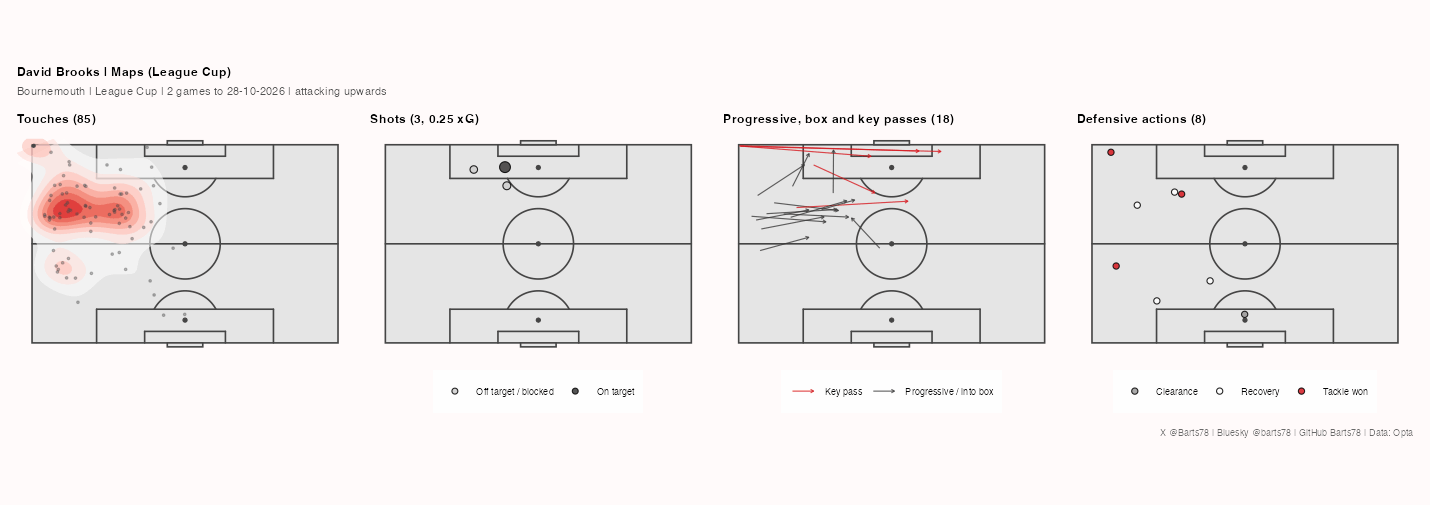 David Brooks | Maps (League Cup)
Bournemouth | League Cup | 2 games to 28-10-2026 | attacking upwards
Touches (85)
Shots (3, 0.25 xG)
Progressive, box and key passes (18)
Defensive actions (8)
Off target / blocked
On target
Key pass
Progressive / into box
Clearance
Recovery
Tackle won
X @Barts78 | Bluesky @barts78 | GitHub Barts78 | Data: Opta